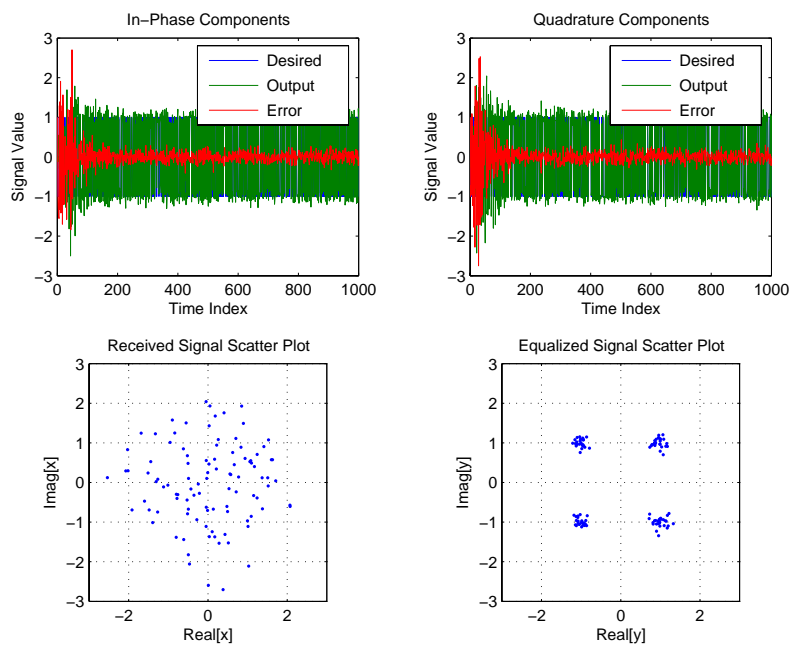 In−Phase Components
3
2
1
0
−1
−2
−3
Signal Value
Desired
Output
Error
0
200
400
600
800
1000
Time Index
Quadrature Components
3
2
1
0
−1
−2
−3
Signal Value
Desired
Output
Error
0
200
400
600
800
1000
Time Index
Received Signal Scatter Plot
3
2
1
0
−1
−2
−3
Imag[x]
−2
0
2
Real[x]
Equalized Signal Scatter Plot
3
2
1
0
−1
−2
−3
Imag[y]
−2
0
2
Real[y]